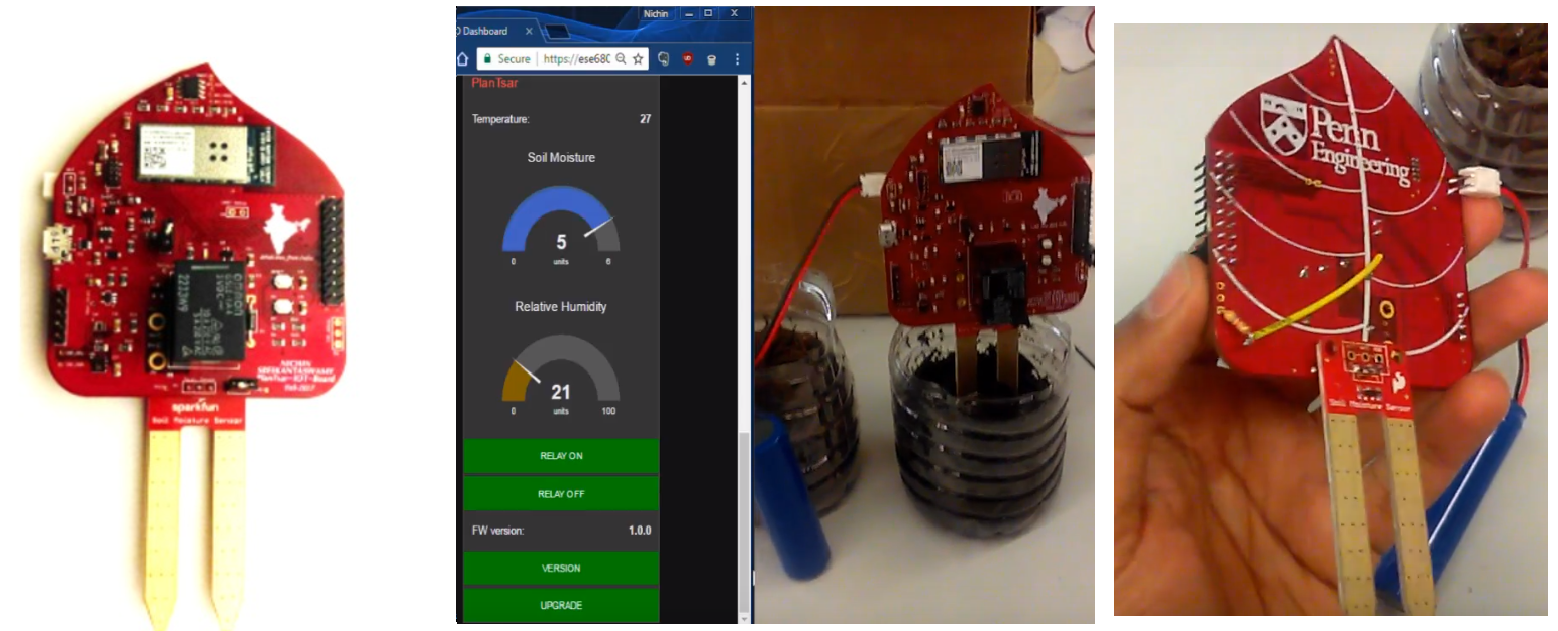 sparkfun
Soil Moisture Sensor
Nichin
Dashboard
Secure
https://ese680
PlanTsar
Temperature:
27
Soil Moisture
5
0
units
6
Relative Humidity
21
0
units
100
RELAY ON
RELAY OFF
FW version:
1.0.0
VERSION
UPGRADE
Penn
Engineering
Soil Moisture Sensor